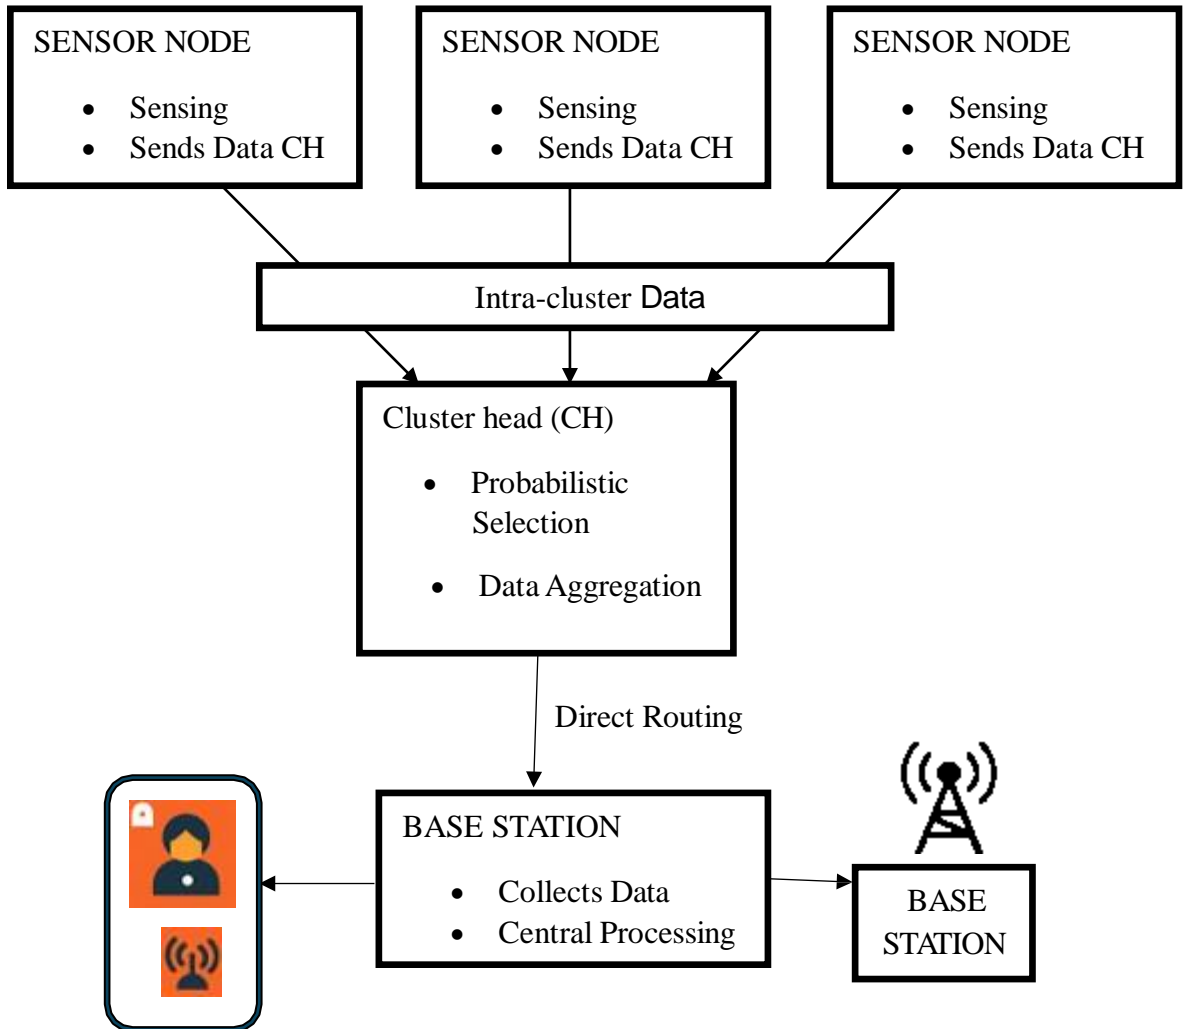 SENSOR NODE
• Sensing
• Sends Data CH
SENSOR NODE
• Sensing
• Sends Data CH
SENSOR NODE
• Sensing
• Sends Data CH
Intra-cluster Data
Cluster head (CH)
• Probabilistic
Selection
• Data Aggregation
Direct Routing
BASE STATION
• Collects Data
• Central Processing
BASE
STATION